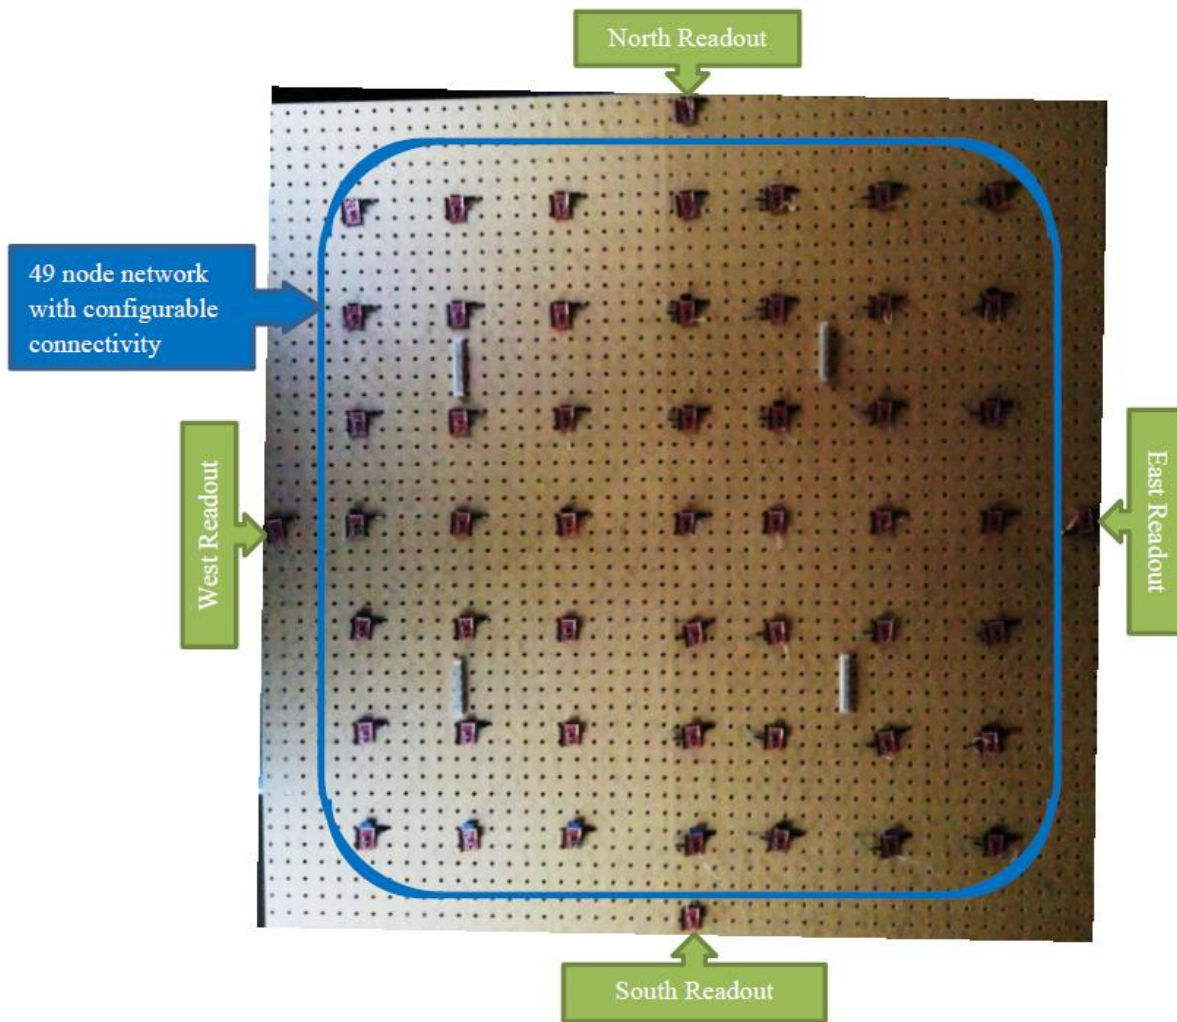 North Readout
49 node network
with configurable
connectivity
West Readout
East Readout
South Readout